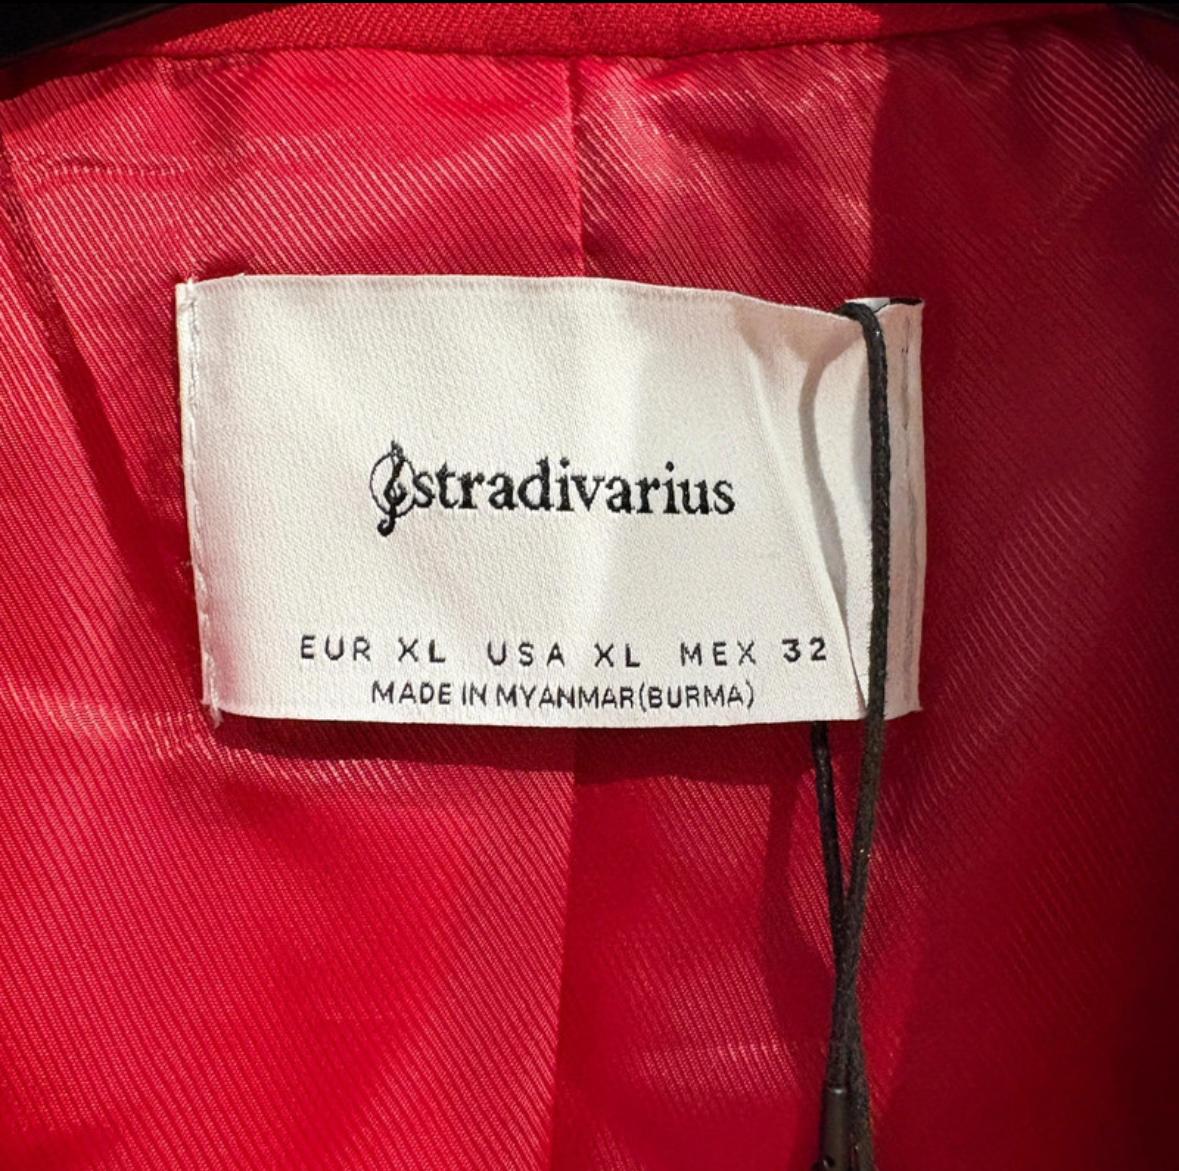 stradivarius
EUR XL USA XL MEX 32
MADE IN MYANMAR(BURMA)